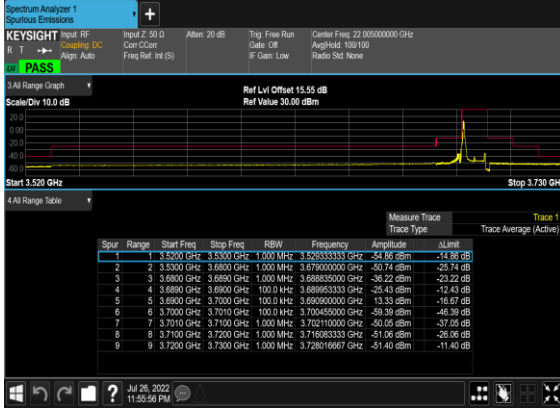 Spectrum Analyzer 1
Spurious Emissions
KEYSIGHT Input: RF Input Z: 50 Ω Atten: 20 dB Trig: Free Run Center Freq: 22.005000000 GHz
R T Coupling: DC Corr CCorr Gate: Off Avg|Hold: 100/100
Align: Auto Freq Ref: Int (S) IF Gain: Low Radio Std: None
PASS
3 All Range Graph
Ref Lvl Offset 15.55 dB
Scale/Div 10.0 dB Ref Value 30.00 dBm
20.0
0.00
-20.0
-40.0
-60.0
Start 3.520 GHz Stop 3.730 GH
4 All Range Table
Measure Trace Trace 1
Trace Type Trace Average (Active)
Spur Range Start Freq Stop Freq RBW Frequency Amplitude ΔLimit
1 1 3.5200 GHz 3.5300 GHz 1.000 MHz 3.529333333 GHz -54.86 dBm -14.86 dB
2 2 3.5300 GHz 3.6800 GHz 1.000 MHz 3.679000000 GHz -50.74 dBm -25.74 dB
3 3 3.6800 GHz 3.6890 GHz 1.000 MHz 3.688835000 GHz -36.22 dBm -23.22 dB
4 4 3.6890 GHz 3.6900 GHz 100.0 kHz 3.689953333 GHz -25.43 dBm -12.43 dB
5 5 3.6900 GHz 3.7000 GHz 100.0 kHz 3.690900000 GHz 13.33 dBm -16.67 dB
6 6 3.7000 GHz 3.7010 GHz 100.0 kHz 3.700455000 GHz -59.39 dBm -46.39 dB
7 7 3.7010 GHz 3.7100 GHz 1.000 MHz 3.702110000 GHz -50.05 dBm -37.05 dB
8 8 3.7100 GHz 3.7200 GHz 1.000 MHz 3.716083333 GHz -51.06 dBm -26.06 dB
9 9 3.7200 GHz 3.7300 GHz 1.000 MHz 3.728016667 GHz -51.40 dBm -11.40 dB
Jul 26, 2022
11:55:56 PM